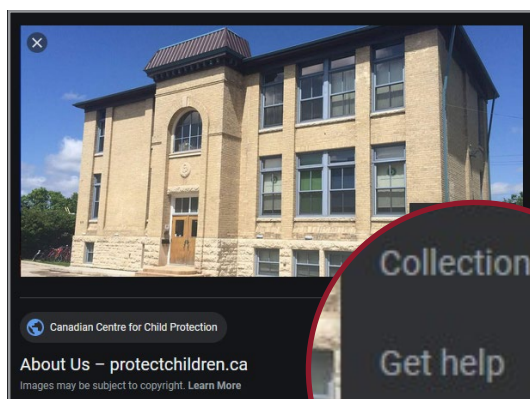 Collection
Get help
Canadian Centre for Child Protection
About Us – protectchildren.ca
Images may be subject to copyright. Learn More